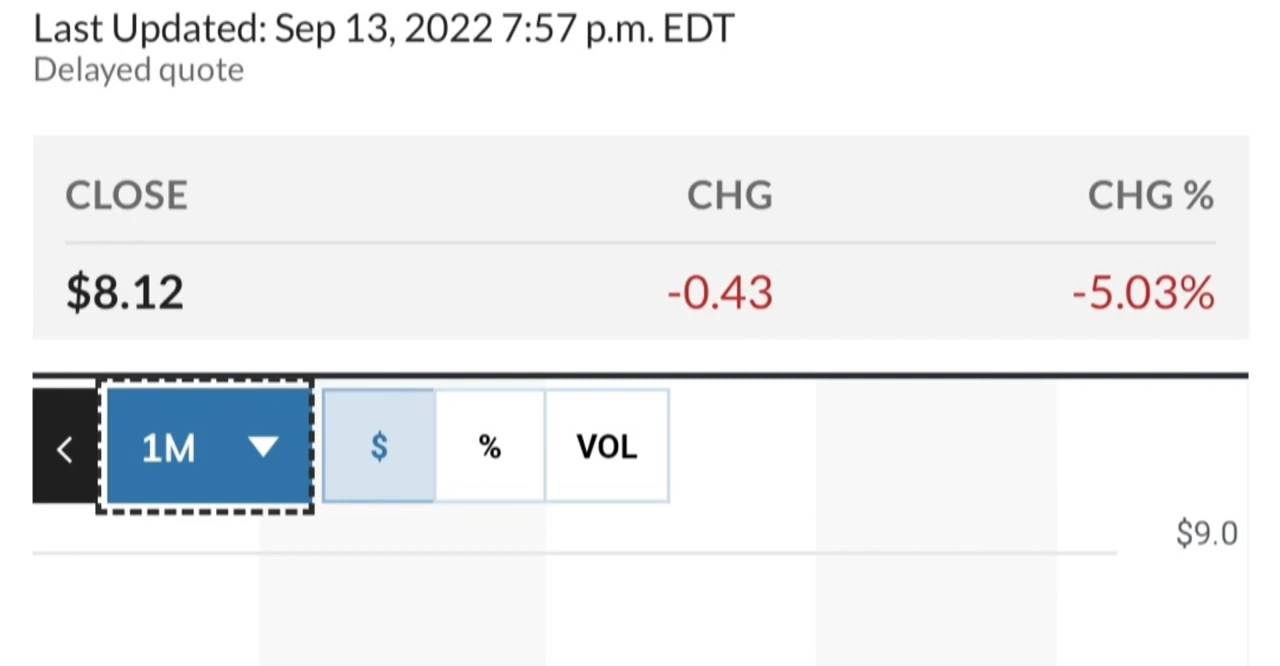 Last Updated: Sep 13, 2022 7:57 p.m. EDT
Delayed quote
CLOSE CHG CHG %
$8.12 -0.43 -5.03%
1M $ % VOL
$9.0